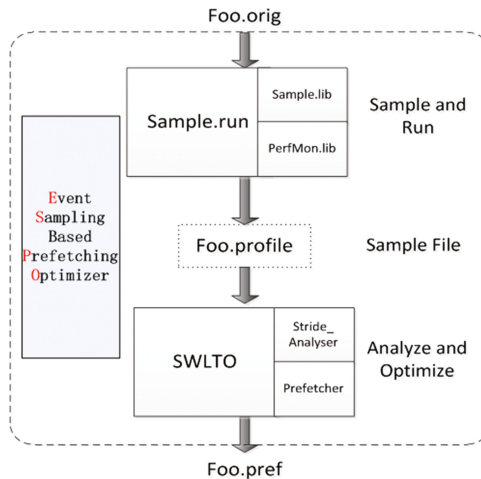 Foo.orig
Sample.run
Sample.lib
PerfMon.lib
Sample and
Run
Event
Sampling
Based
Prefetching
Optimizer
Foo.profile
Sample File
SWLTO
Stride_
Analyser
Prefetcher
Analyze and
Optimize
Foo.pref